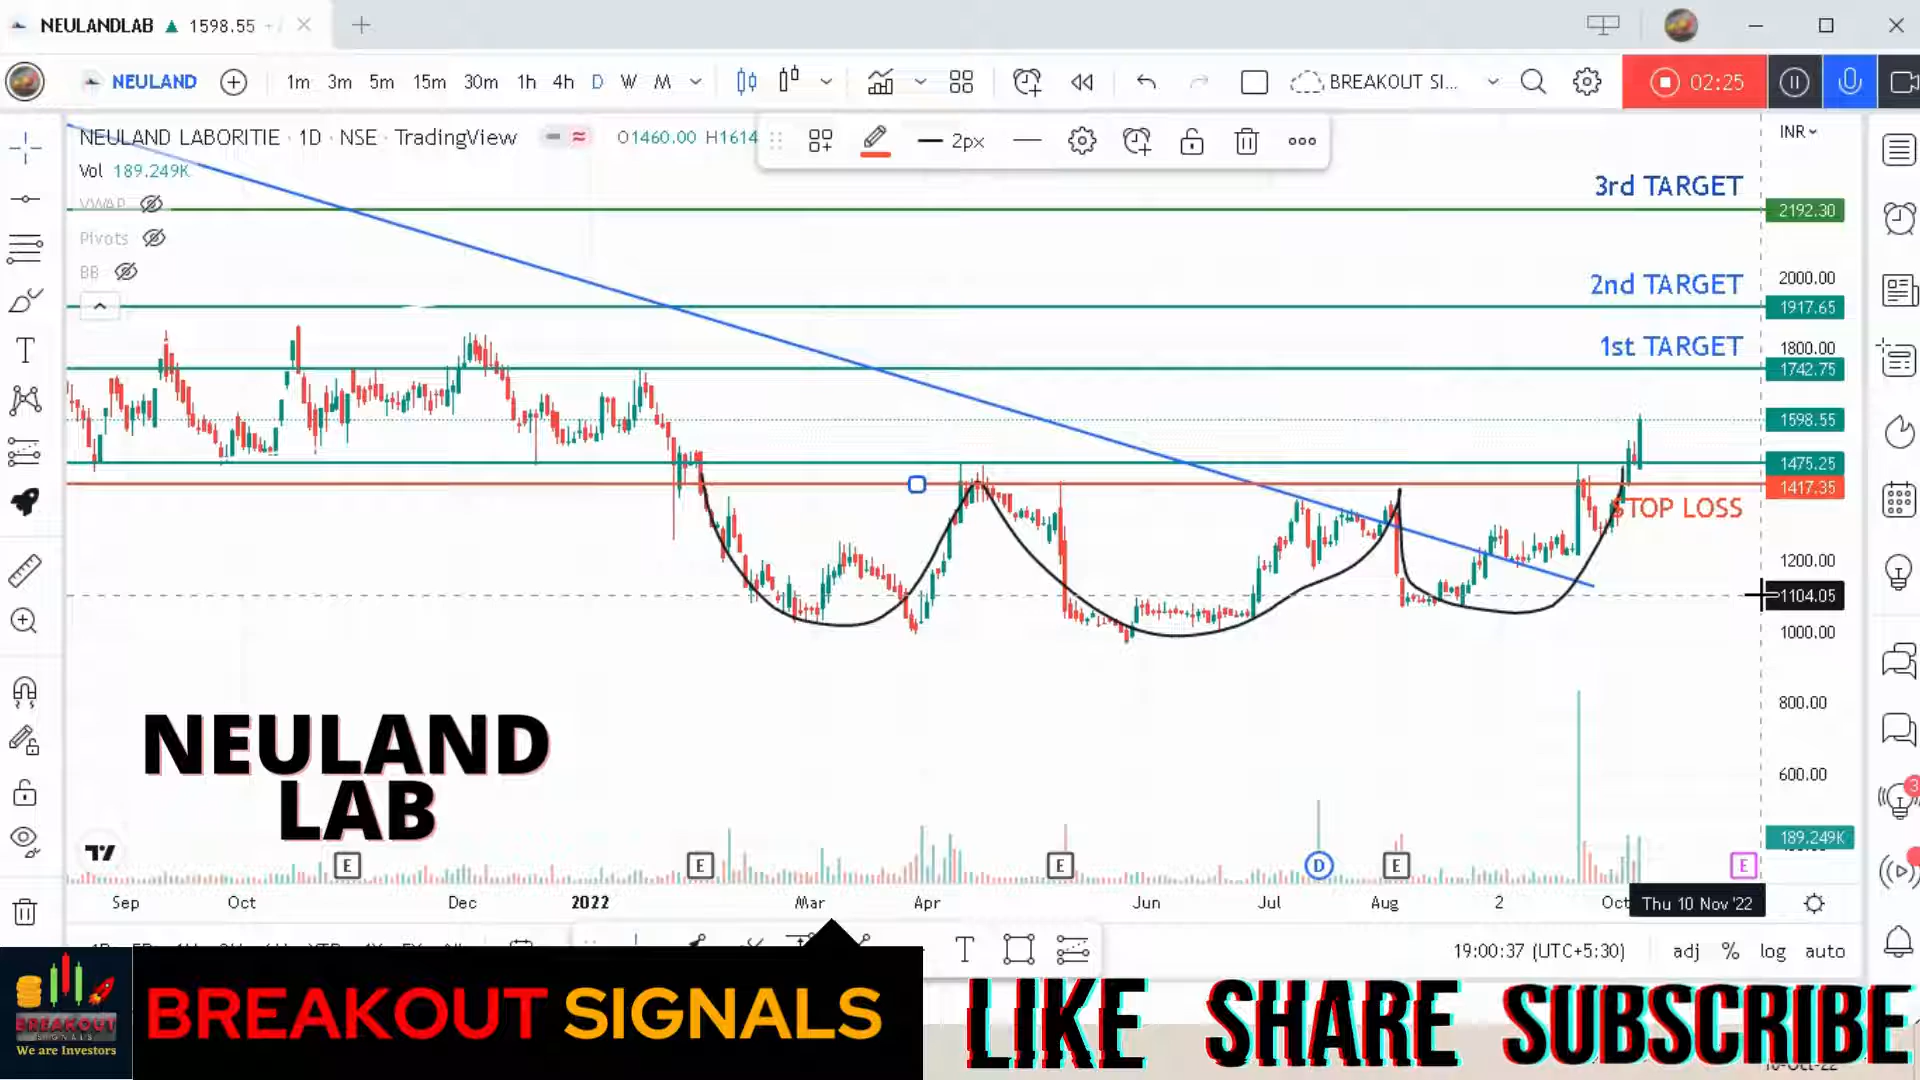 NEULANDLAB ▲ 1598.55
NEULAND 1m 3m 5m 15m 30m 1h 4h D W M BREAKOUT SI... 02:25
NEULAND LABORITIE · 1D · NSE · TradingView O1460.00 H1614 2px INR
Vol 189.249K
VWAP
Pivots
BB
3rd TARGET
2192.30
2nd TARGET
2000.00
1917.65
1st TARGET
1800.00
1742.75
1598.55
1475.25
1417.35
STOP LOSS
1200.00
1104.05
1000.00
800.00
600.00
189.249K
NEULAND
LAB
E E E D E E
Sep Oct Dec 2022 Mar Apr Jun Jul Aug 2 Oct Thu 10 Nov '22
19:00:37 (UTC+5:30) adj % log auto
BREAKOUT SIGNALS
LIKE SHARE SUBSCRIBE
BREAKOUT
SIGNALS
We are Investors